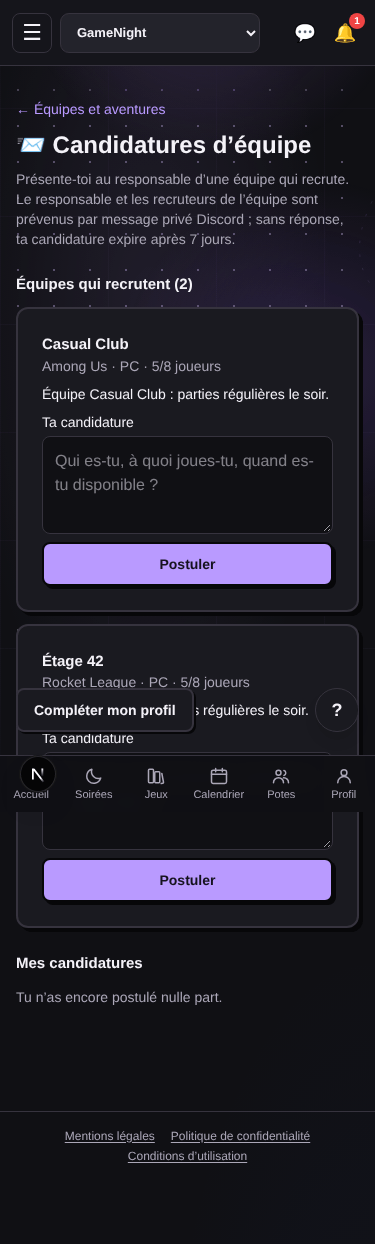 GameNight
1
← Équipes et aventures
Candidatures d’équipe
Présente-toi au responsable d’une équipe qui recrute.
Le responsable et les recruteurs de l’équipe sont
prévenus par message privé Discord ; sans réponse,
ta candidature expire après 7 jours.
Équipes qui recrutent (2)
Casual Club
Among Us · PC · 5/8 joueurs
Équipe Casual Club : parties régulières le soir.
Ta candidature
Qui es-tu, à quoi joues-tu, quand es-
tu disponible ?
Postuler
Étage 42
Rocket League · PC · 5/8 joueurs
Compléter mon profil
régulières le soir.
?
Ta candidature
N
Accueil
Soirées
Jeux
Calendrier
Potes
Profil
Postuler
Mes candidatures
Tu n’as encore postulé nulle part.
Mentions légales
Politique de confidentialité
Conditions d’utilisation